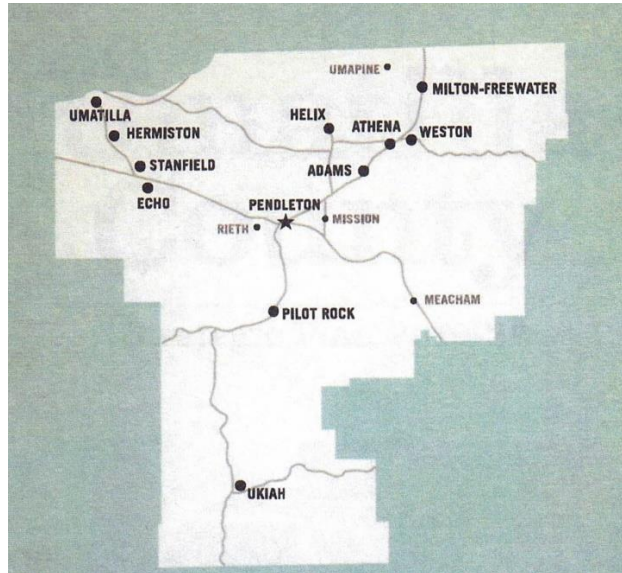 UMAPINE
MILTON-FREEWATER
UMATILLA
HERMISTON
HELIX
ATHENA
WESTON
STANFIELD
ADAMS
ECHO
PENDLETON
MISSION
RIETH
MEACHAM
PILOT ROCK
UKIAH